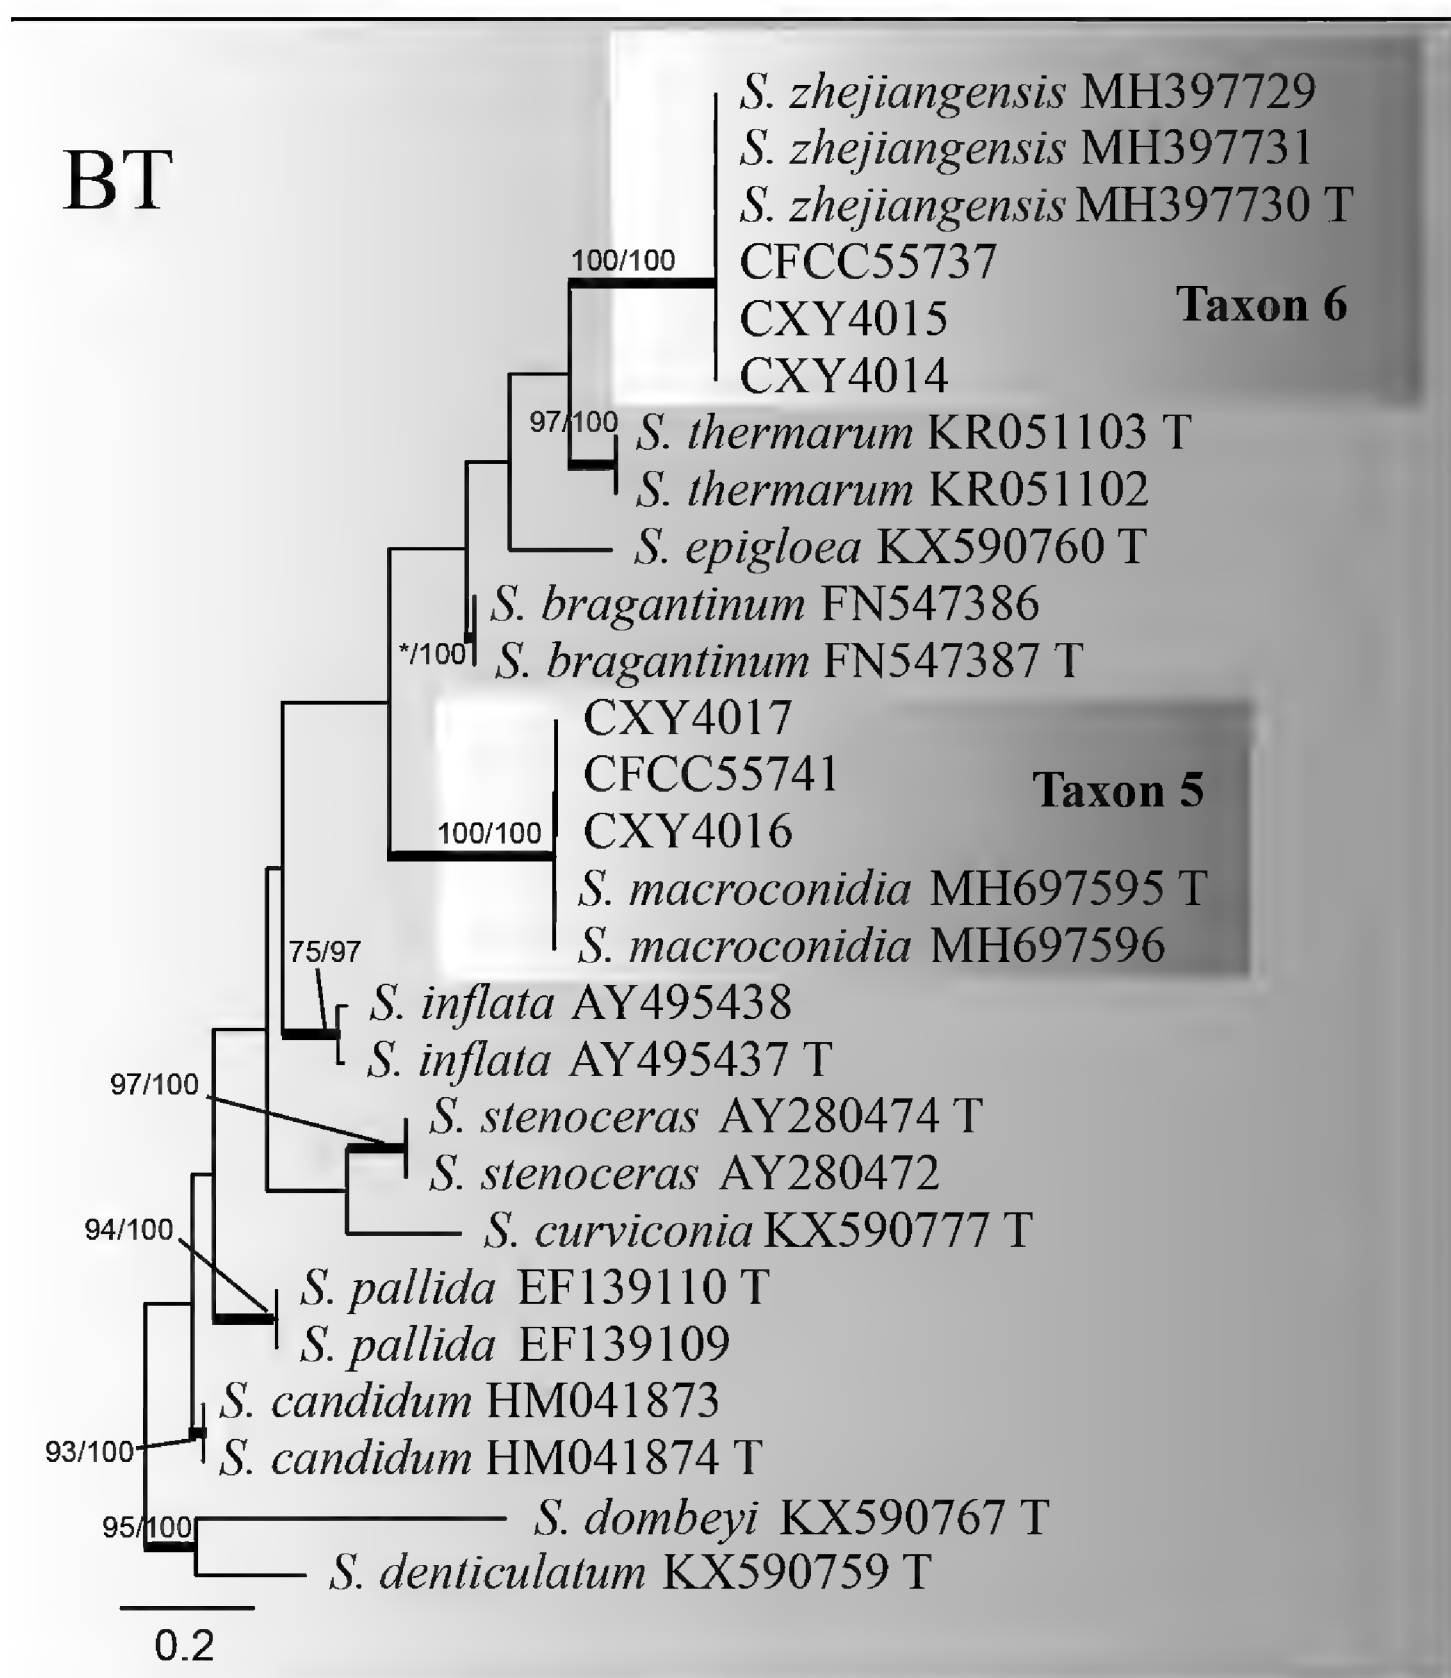 S. zhejiangensis MH397729
S. zhejiangensis MH397731
BT
S. zhejiangensis MH397730 T
100/100
CFCC55737
Taxon 6
CXY4015
CXY4014
97/100
S. thermarum KR051103 T
S. thermarum KR051102
S. epigloea KX590760 T
S. bragantinum FN547386
*/100
S. bragantinum FN547387 T
CXY4017
CFCC55741
Taxon 5
100/100
CXY4016
S. macroconidia MH697595 T
S. macroconidia MH697596
75/97
S. inflata AY495438
S. inflata AY495437 T
97/100
S. stenoceras AY280474 T
S. stenoceras AY280472
94/100
S. curviconia KX590777 T
S. pallida EF139110 T
S. pallida EF139109
S. candidum HM041873
93/100
S. candidum HM041874 T
95/100
S. dombeyi KX590767 T
S. denticulatum KX590759 T
0.2